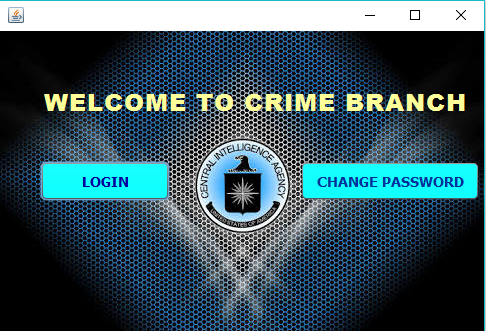 WELCOME TO CRIME BRANCH
LOGIN
CENTRAL INTELLIGENCE AGENCY
UNITED STATES OF AMERICA
CHANGE PASSWORD